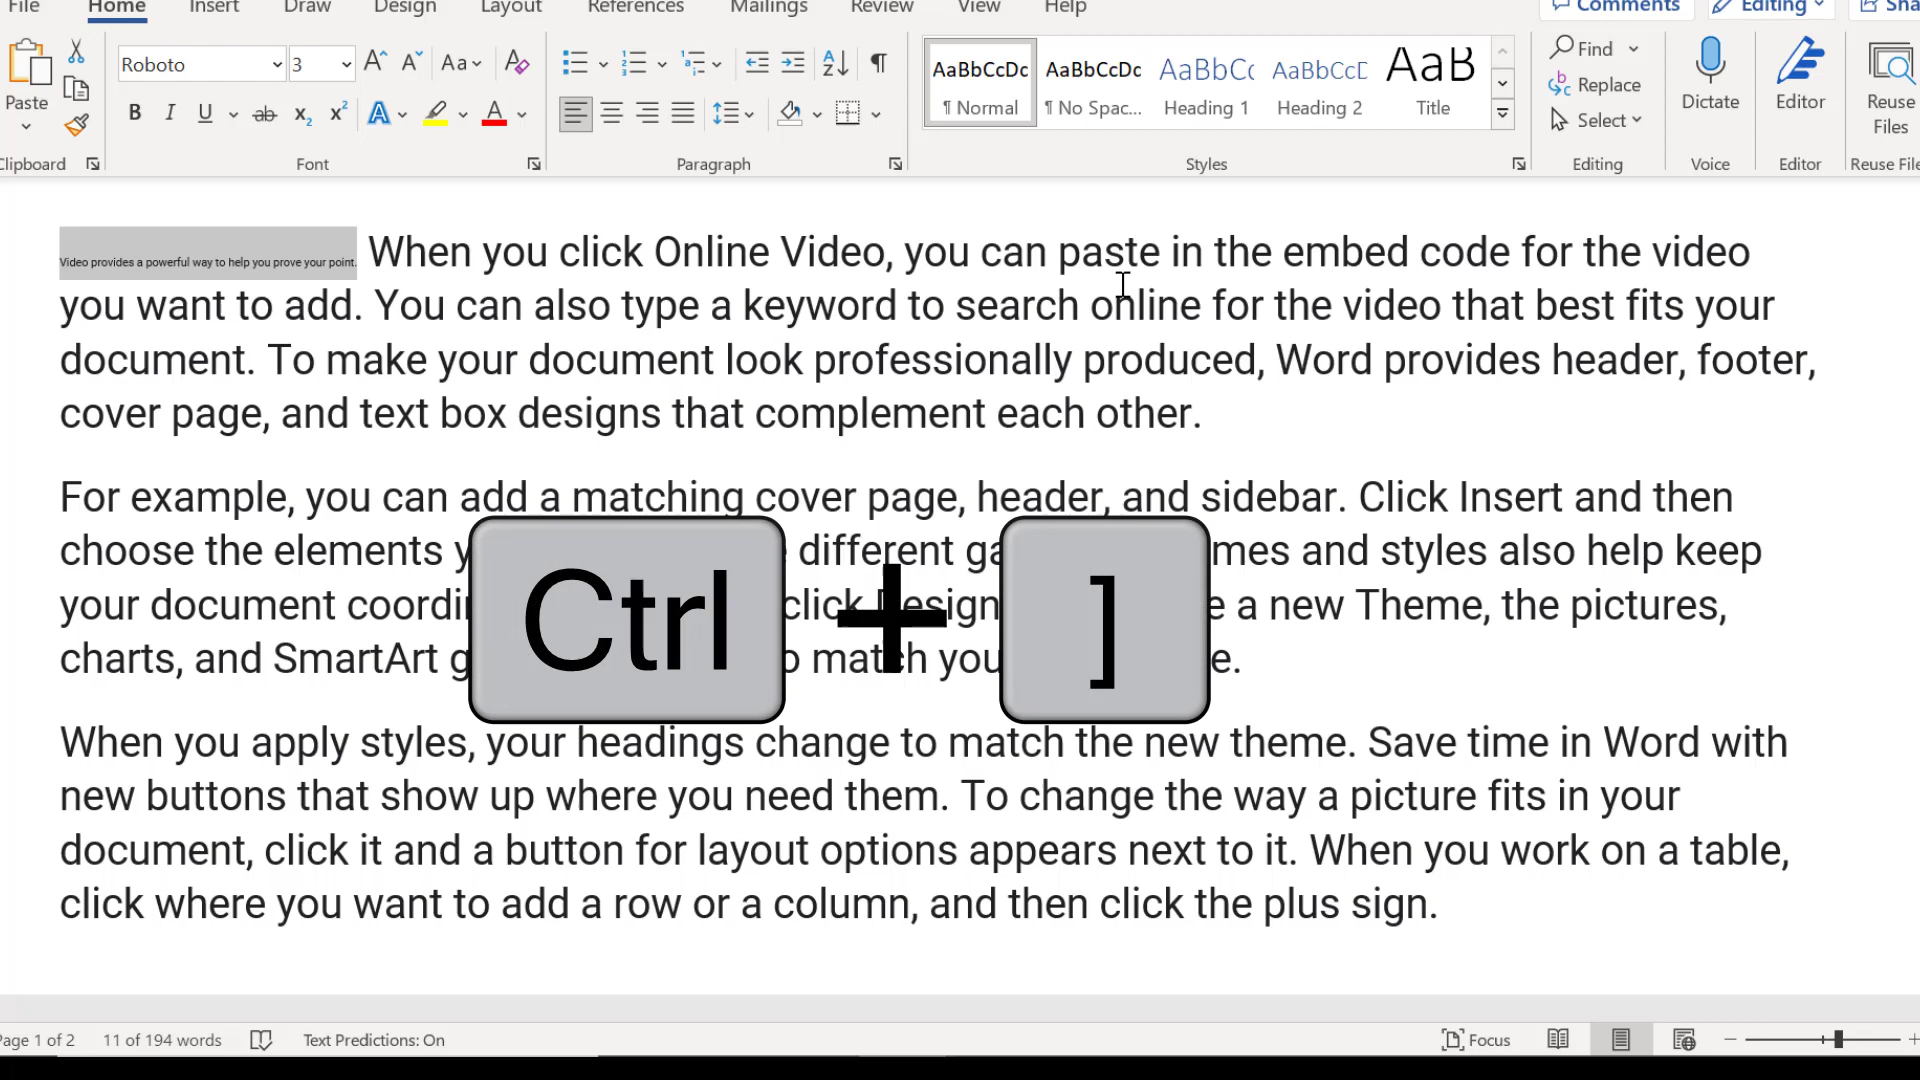 File Home Insert Draw Design Layout References Mailings Review View Help Comments Editing
Roboto 3 Aa Find
AaBbCcDc AaBbCcDc AaBbCc AaBbCcD AaB
Paste Replace Dictate Editor Reuse
¶ Normal ¶ No Spac... Heading 1 Heading 2 Title
B I U ab x₂ x² A A Select Files
Clipboard Font Paragraph Styles Editing Voice Editor Reuse
Video provides a powerful way to help you prove your point. When you click Online Video, you can paste in the embed code for the video
you want to add. You can also type a keyword to search online for the video that best fits your
document. To make your document look professionally produced, Word provides header, footer,
cover page, and text box designs that complement each other.
For example, you can add a matching cover page, header, and sidebar. Click Insert and then
choose the elements different mes and styles also help keep
your document click Design e a new Theme, the pictures,
charts, and SmartArt match you e.
Ctrl + ]
When you apply styles, your headings change to match the new theme. Save time in Word with
new buttons that show up where you need them. To change the way a picture fits in your
document, click it and a button for layout options appears next to it. When you work on a table,
click where you want to add a row or a column, and then click the plus sign.
Page 1 of 2 11 of 194 words Text Predictions: On Focus